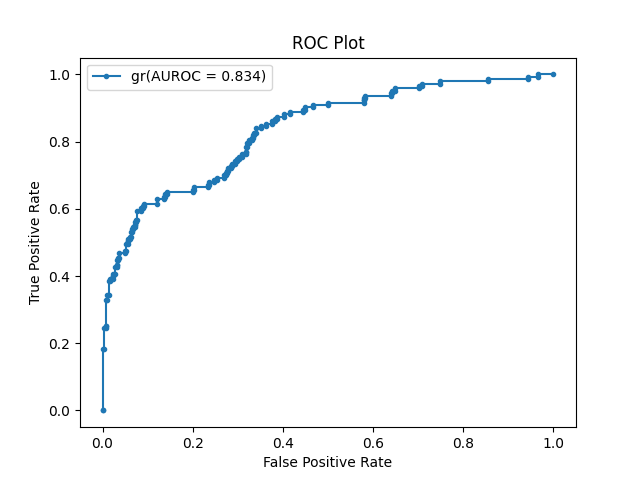 ROC Plot
gr(AUROC = 0.834)
1.0
0.8
0.6
0.4
0.2
0.0
True Positive Rate
0.0 0.2 0.4 0.6 0.8 1.0
False Positive Rate